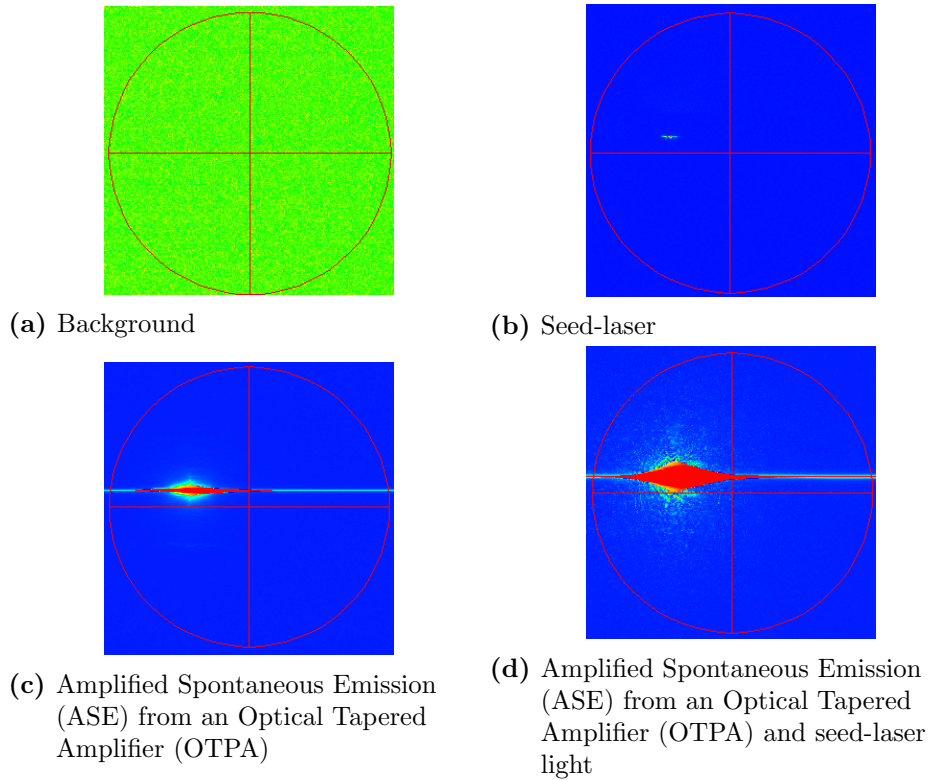 (a) Background
(b) Seed-laser
(c) Amplified Spontaneous Emission
(ASE) from an Optical Tapered
Amplifier (OTPA)
(d) Amplified Spontaneous Emission
(ASE) from an Optical Tapered
Amplifier (OTPA) and seed-laser
light